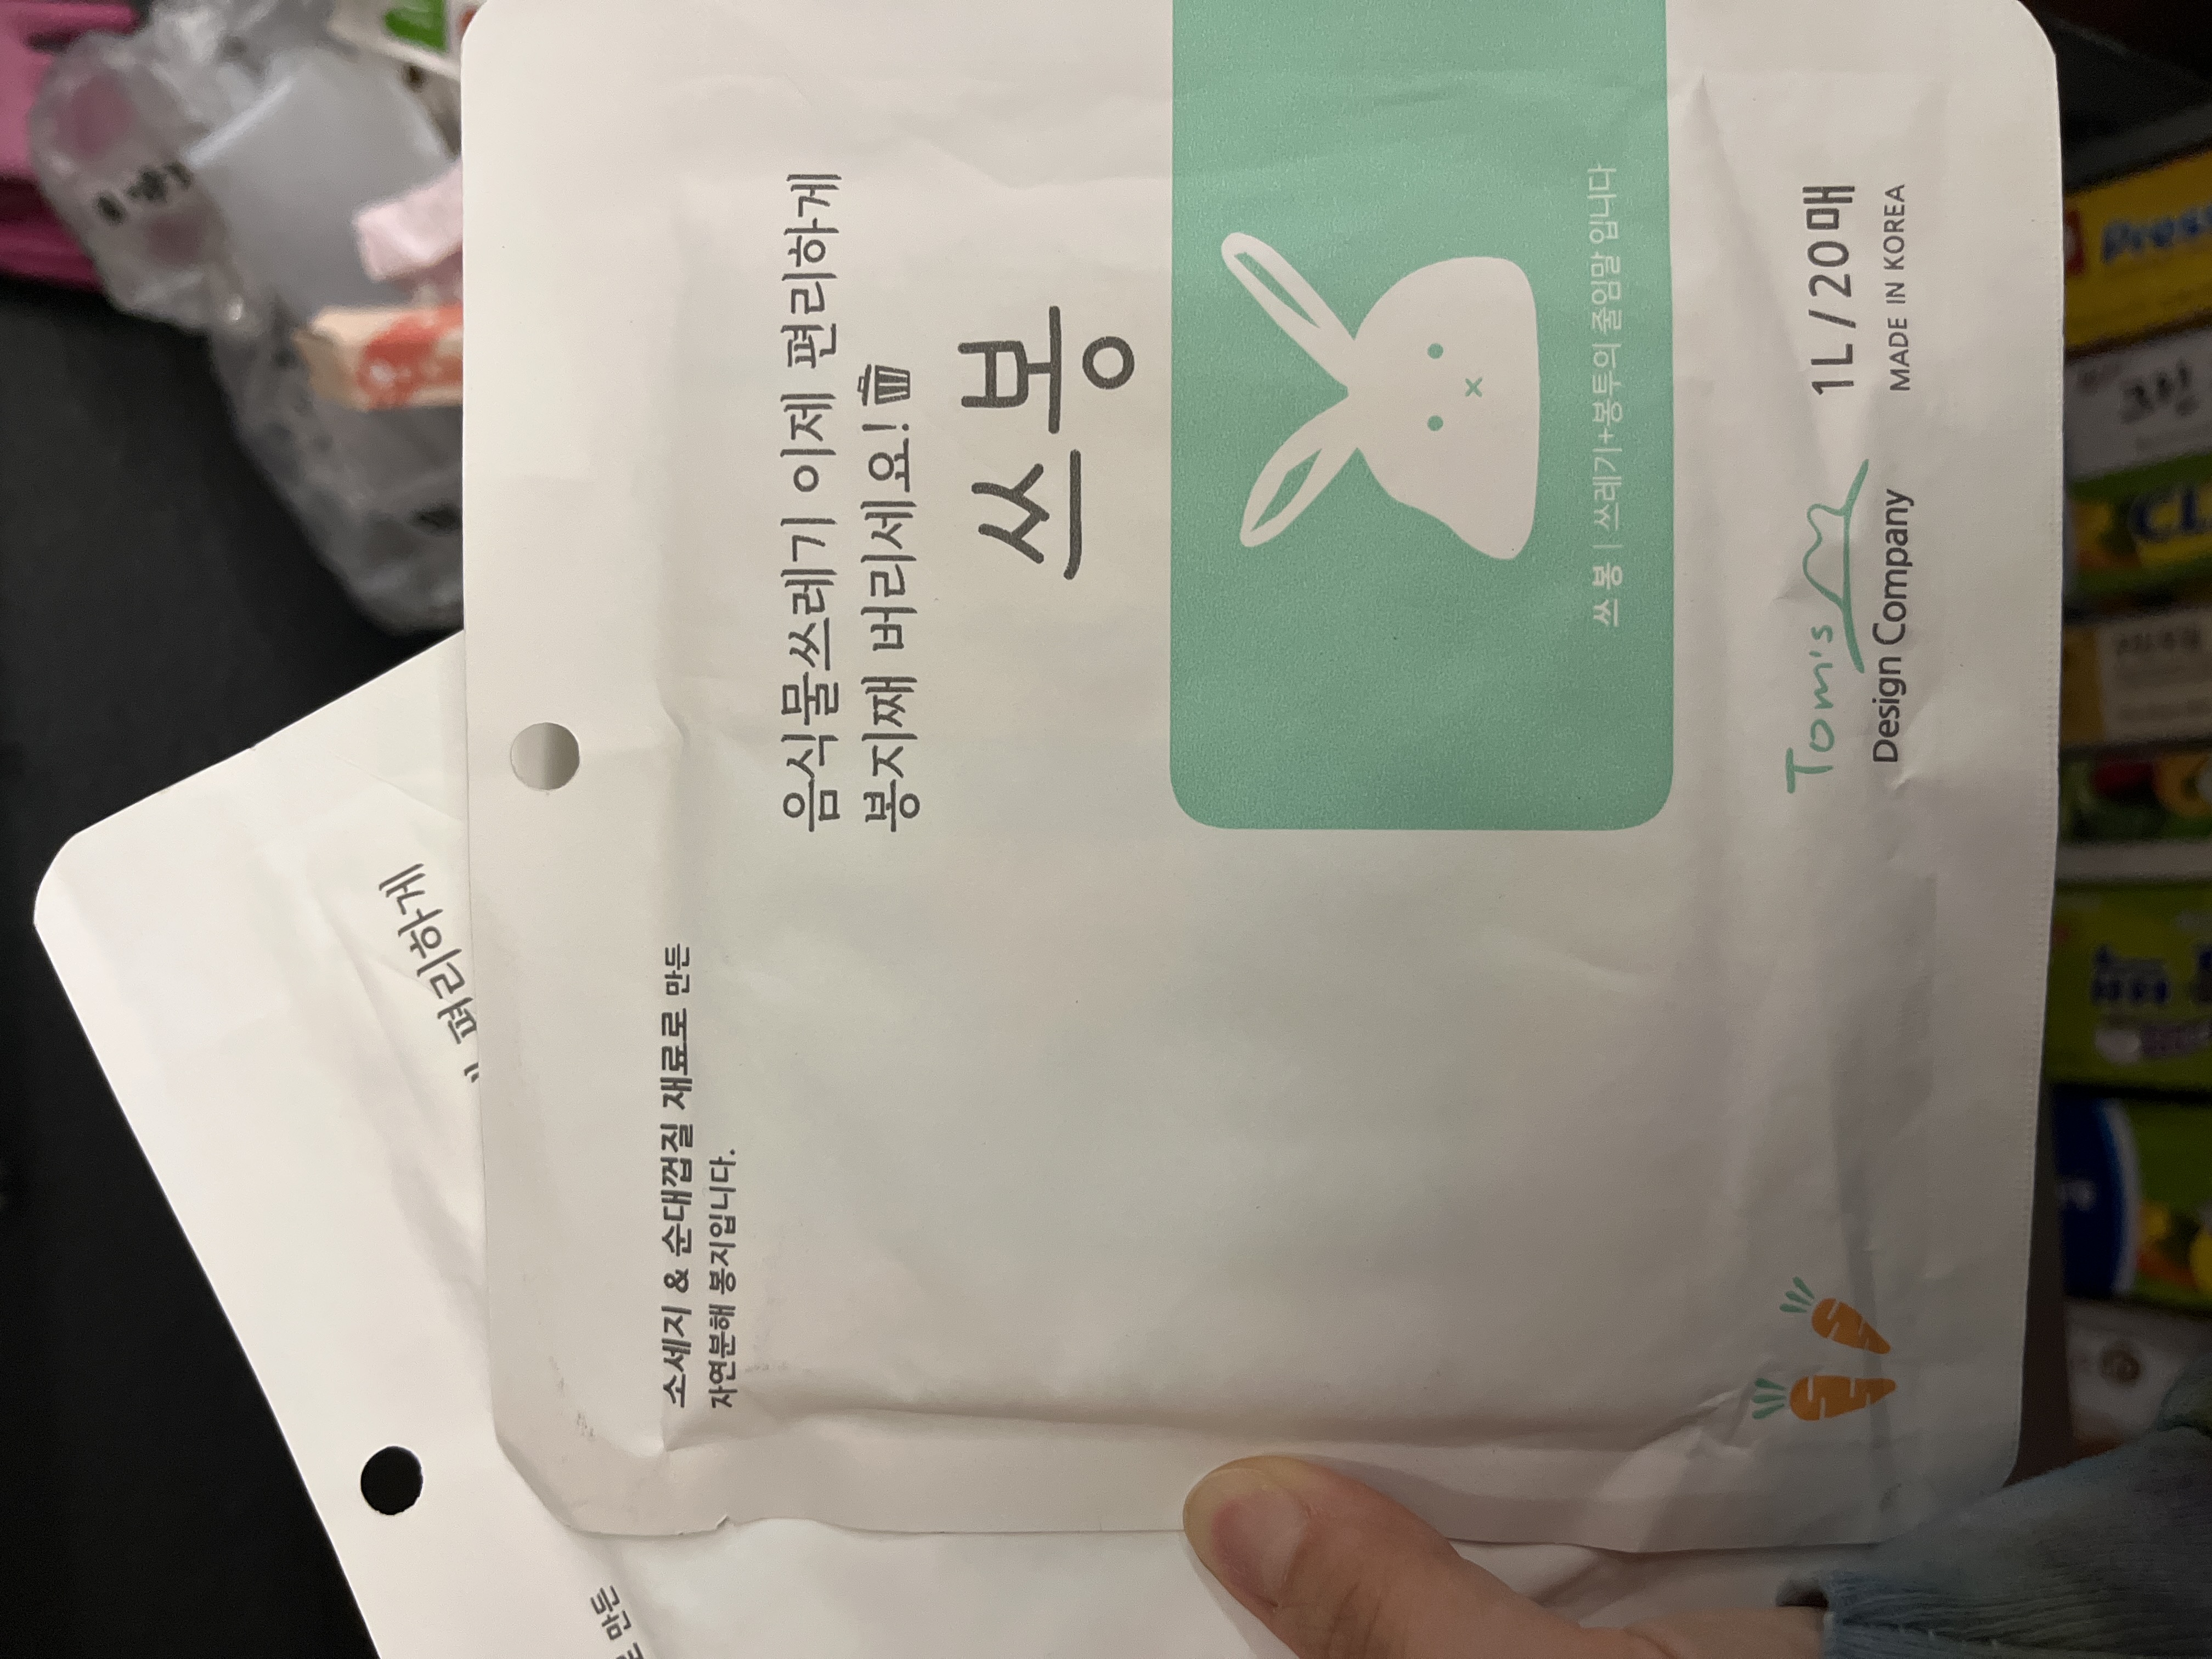 소세지 & 순대껍질 재료로 만든
자연분해 봉지입니다.
음식물쓰레기 이제 편리하게
봉지째 버리세요!
쓰봉
쓰봉 | 쓰레기+봉투의 줄임말 입니다
Tom's
Design Company
1L / 20매
MADE IN KOREA
편리하게
만든